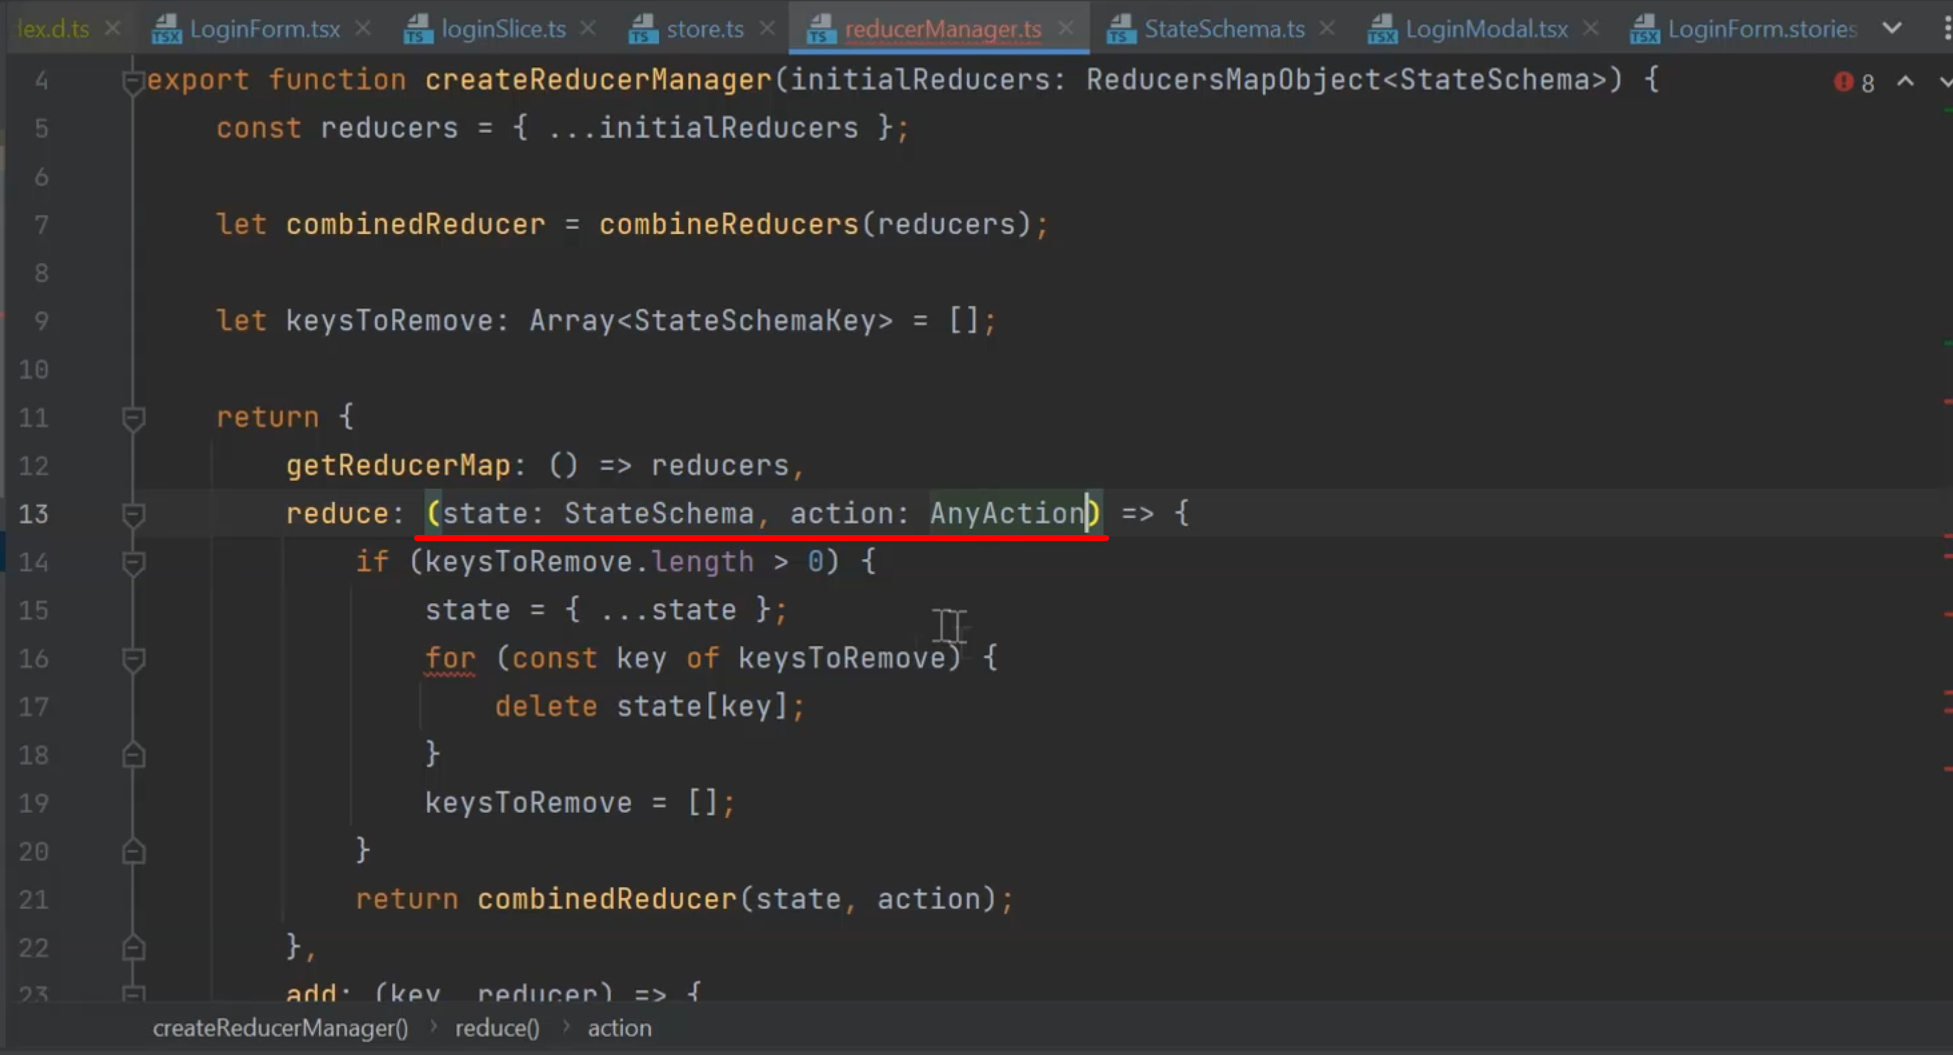 lex.d.ts LoginForm.tsx loginSlice.ts store.ts reducerManager.ts StateSchema.ts LoginModal.tsx LoginForm.stories
4 export function createReducerManager(initialReducers: ReducersMapObject<StateSchema>) { 8
5 const reducers = { ...initialReducers };
6
7 let combinedReducer = combineReducers(reducers);
8
9 let keysToRemove: Array<StateSchemaKey> = [];
10
11 return {
12 getReducerMap: () => reducers,
13 reduce: (state: StateSchema, action: AnyAction) => {
14 if (keysToRemove.length > 0) {
15 state = { ...state };
16 for (const key of keysToRemove) {
17 delete state[key];
18 }
19 keysToRemove = [];
20 }
21 return combinedReducer(state, action);
22 },
23 add: (key, reducer) => {
createReducerManager() › reduce() › action